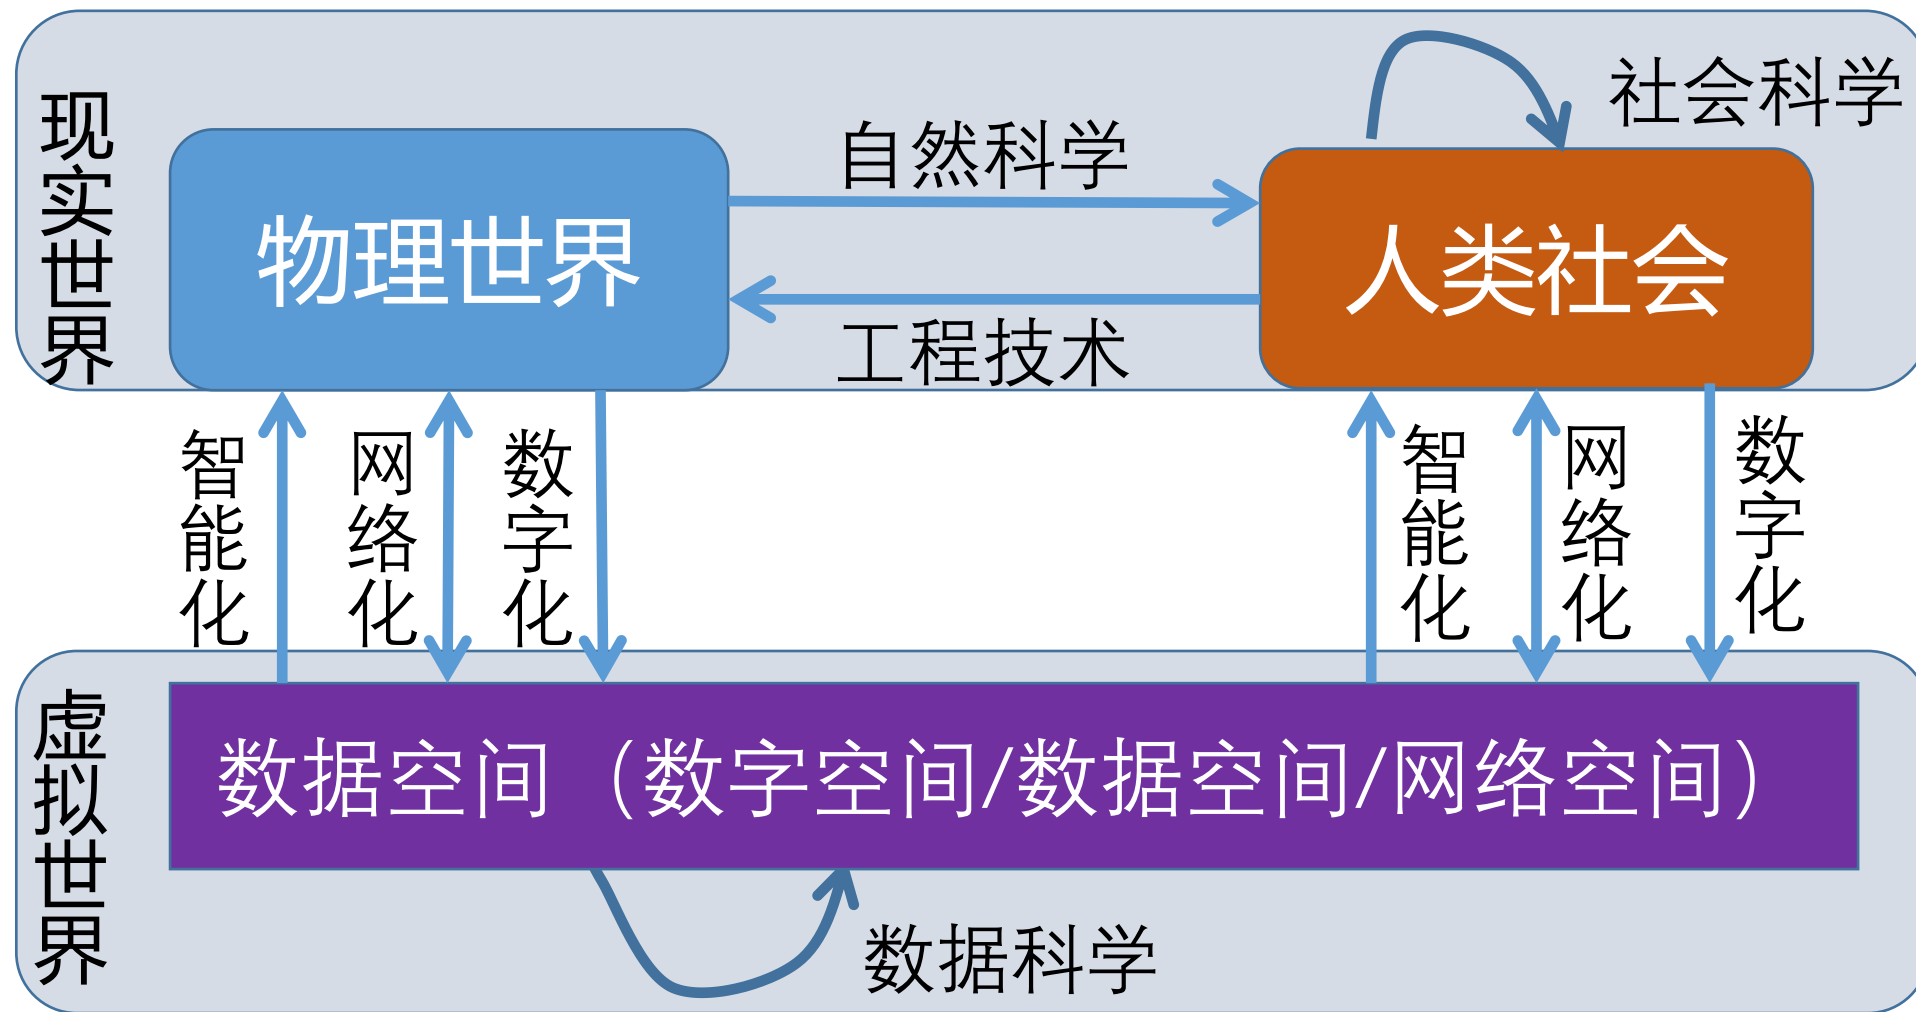 现实世界
社会科学
自然科学
物理世界
人类社会
工程技术
智能化
网络化
数字化
智能化
网络化
数字化
虚拟世界
数据空间（数字空间/数据空间/网络空间）
数据科学